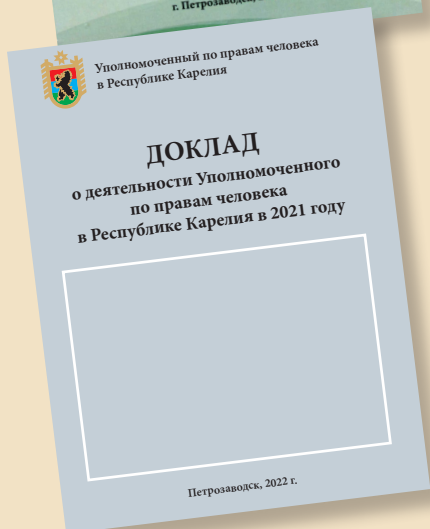 г. Петрозаводск,
Уполномоченный по правам человека
в Республике Карелия
ДОКЛАД
о деятельности Уполномоченного
по правам человека
в Республике Карелия в 2021 году
Петрозаводск, 2022 г.